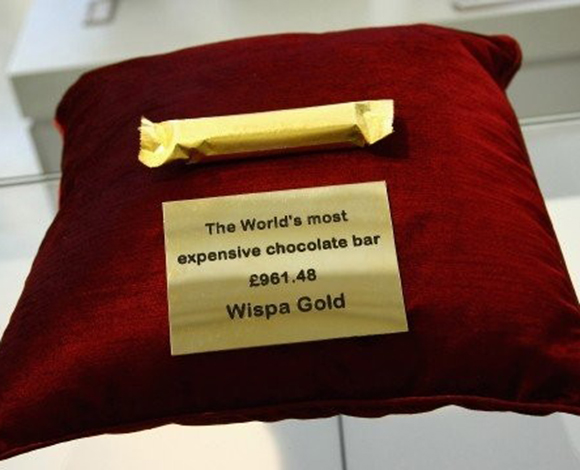 The World's most
expensive chocolate bar
£961.48
Wispa Gold